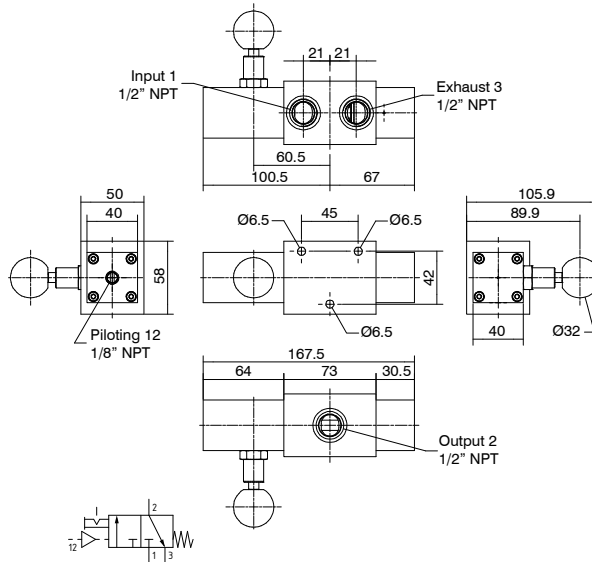 21 21
Input 1
1/2" NPT
Exhaust 3
1/2" NPT
60.5
100.5 67
50
40
58
Piloting 12
1/8" NPT
45
Ø6.5 Ø6.5
42
Ø6.5
105.9
89.9
40 Ø32
167.5
64 73 30.5
Output 2
1/2" NPT
2
12
1 3